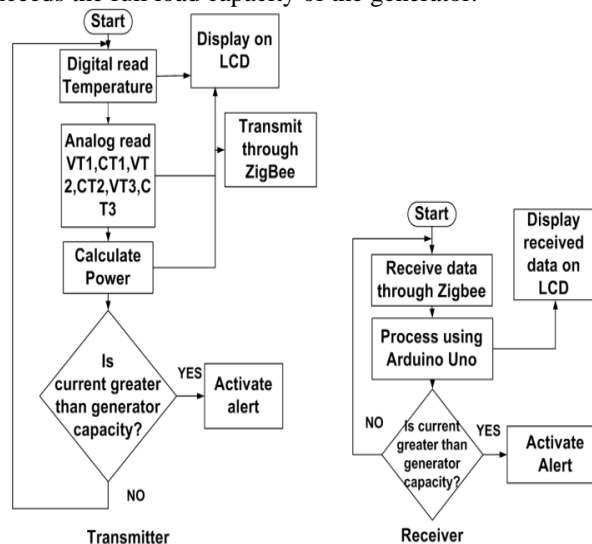 ceeds the full load capacity of the generator.
Start
Digital read
Temperature
Display on
LCD
Analog read
VT1,CT1,VT
2,CT2,VT3,C
T3
Transmit
through
ZigBee
Calculate
Power
Is
current greater
than generator
capacity?
YES
Activate
alert
NO
Transmitter
Start
Receive data
through Zigbee
Display
received
data on
LCD
Process using
Arduino Uno
NO
Is current
greater than
generator
capacity?
YES
Activate
Alert
Receiver